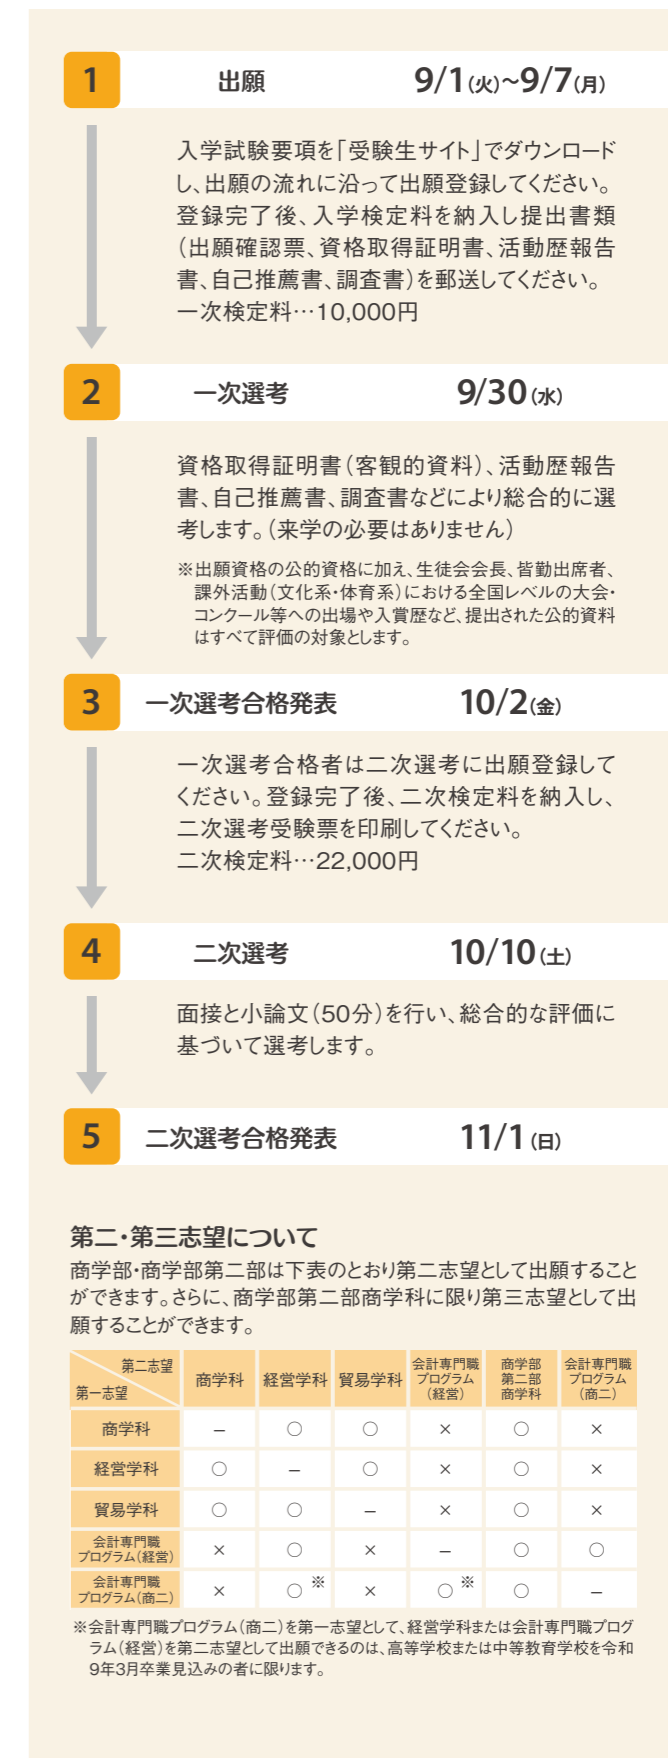 1 出願 9/1(火)~9/7(月)
入学試験要項を「受験生サイト」でダウンロード
し、出願の流れに沿って出願登録してください。
登録完了後、入学検定料を納入し提出書類
(出願確認票、資格取得証明書、活動歴報告
書、自己推薦書、調査書)を郵送してください。
一次検定料…10,000円
2 一次選考 9/30(水)
資格取得証明書(客観的資料)、活動歴報告
書、自己推薦書、調査書などにより総合的に選
考します。(来学の必要はありません)
※出願資格の公的資格に加え、生徒会会長、皆勤出席者、
課外活動(文化系・体育系)における全国レベルの大会・
コンクール等への出場や入賞歴など、提出された公的資料
はすべて評価の対象とします。
3 一次選考合格発表 10/2(金)
一次選考合格者は二次選考に出願登録して
ください。登録完了後、二次検定料を納入し、
二次選考受験票を印刷してください。
二次検定料…22,000円
4 二次選考 10/10(土)
面接と小論文(50分)を行い、総合的な評価に
基づいて選考します。
5 二次選考合格発表 11/1(日)
第二・第三志望について
商学部・商学部第二部は下表のとおり第二志望として出願すること
ができます。さらに、商学部第二部商学科に限り第三志望として出
願することができます。
第二志望
第一志望
商学科 経営学科 貿易学科
会計専門職
プログラム
(経営)
商学部
第二部
商学科
会計専門職
プログラム
(商二)
商学科 – ○ ○ × ○ ×
経営学科 ○ – ○ × ○ ×
貿易学科 ○ ○ – × ○ ×
会計専門職
プログラム(経営) × ○ × – ○ ○
会計専門職
プログラム(商二) × ○※ × ○※ ○ –
※会計専門職プログラム(商二)を第一志望として、経営学科または会計専門職プログ
ラム(経営)を第二志望として出願できるのは、高等学校または中等教育学校を令和
9年3月卒業見込みの者に限ります。